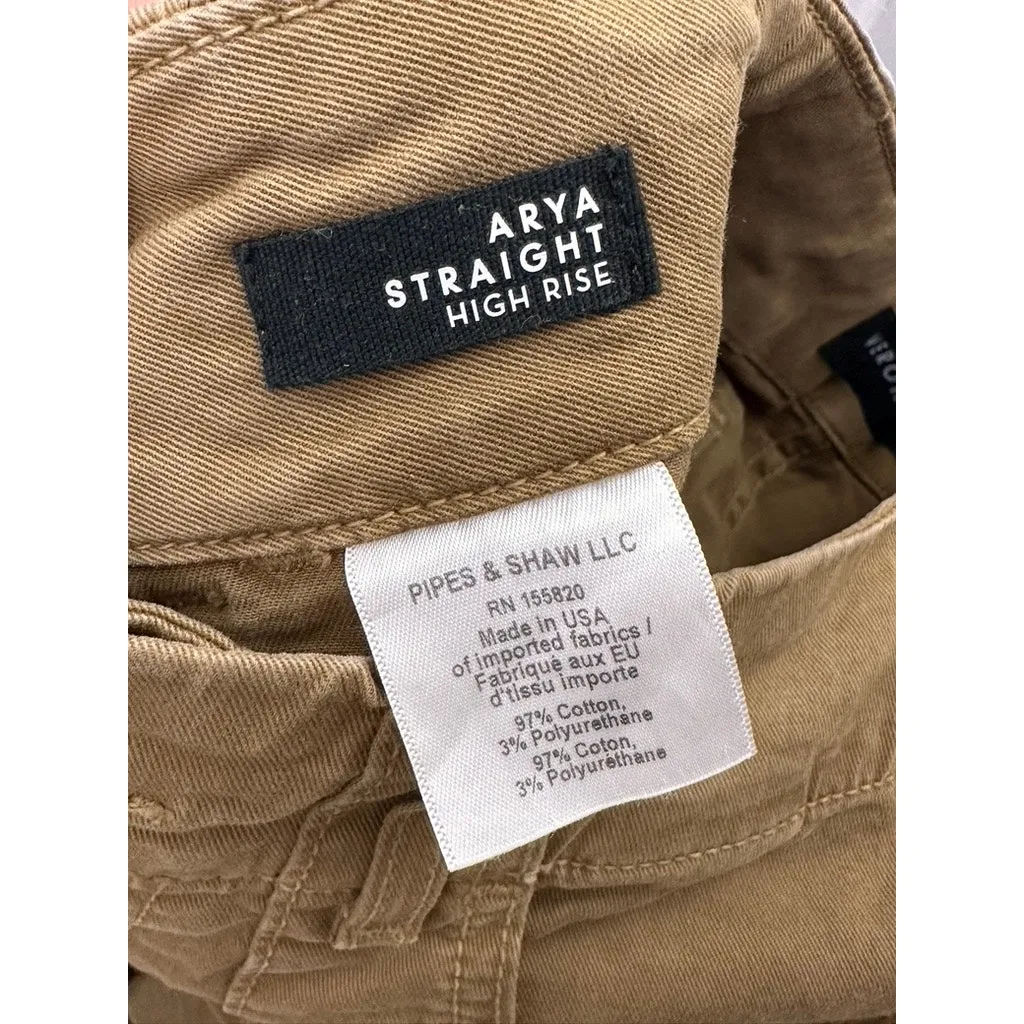 ARYA
STRAIGHT
HIGH RISE
PIPES & SHAW LLC
RN 155820
Made in USA
of imported fabrics /
Fabriqué aux EU
d'tissu importe
97% Cotton,
3% Polyurethane
97% Coton,
3% Polyuréthane